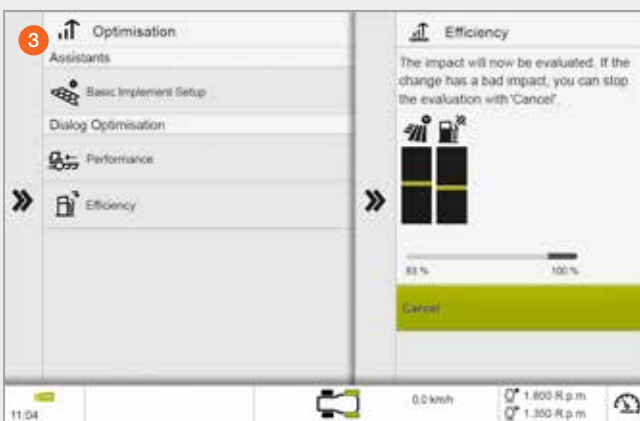 3
Optimisation
Assistants
Basic Implement Setup
Dialog Optimisation
Performance
Efficiency
Efficiency
The impact will now be evaluated. If the
change has a bad impact, you can stop
the evaluation with 'Cancel'.
83 % 100 %
Cancel
11:04
0,0 km/h
1.800 R.p.m
1.350 R.p.m